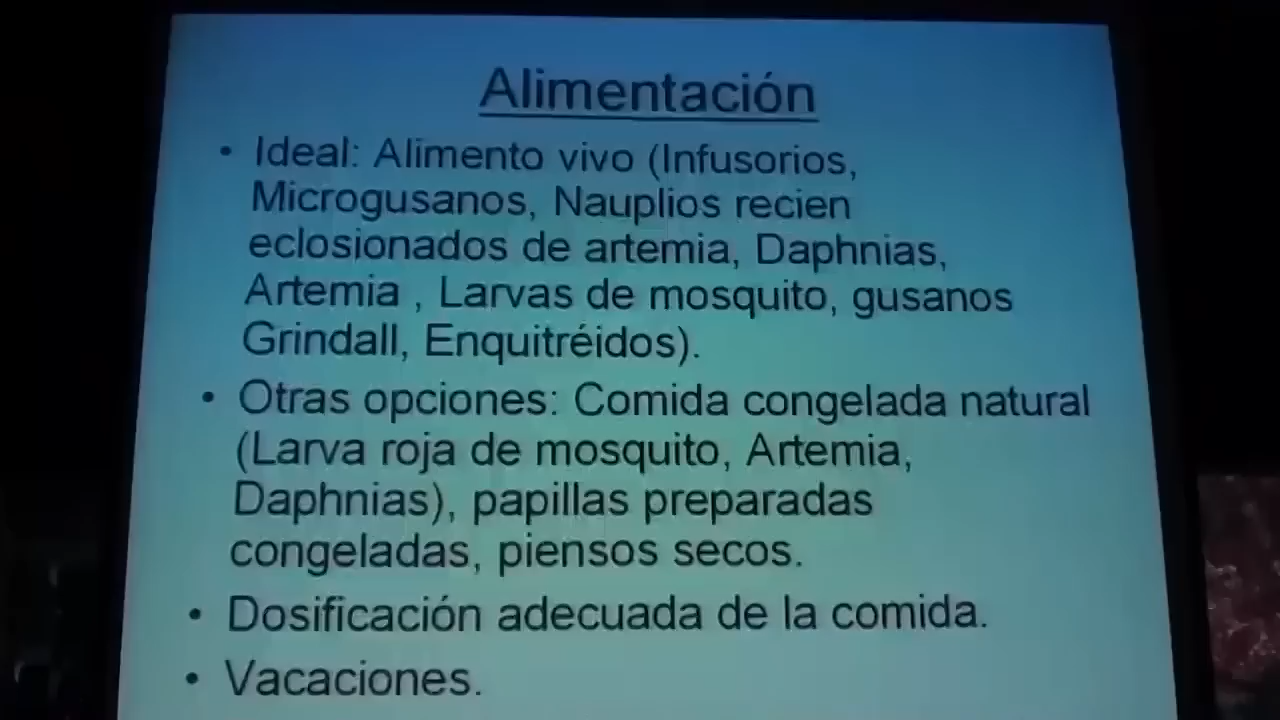 Alimentación
• Ideal: Alimento vivo (Infusorios,
Microgusanos, Nauplios recien
eclosionados de artemia, Daphnias,
Artemia , Larvas de mosquito, gusanos
Grindall, Enquitréidos).
• Otras opciones: Comida congelada natural
(Larva roja de mosquito, Artemia,
Daphnias), papillas preparadas
congeladas, piensos secos.
• Dosificación adecuada de la comida.
• Vacaciones.